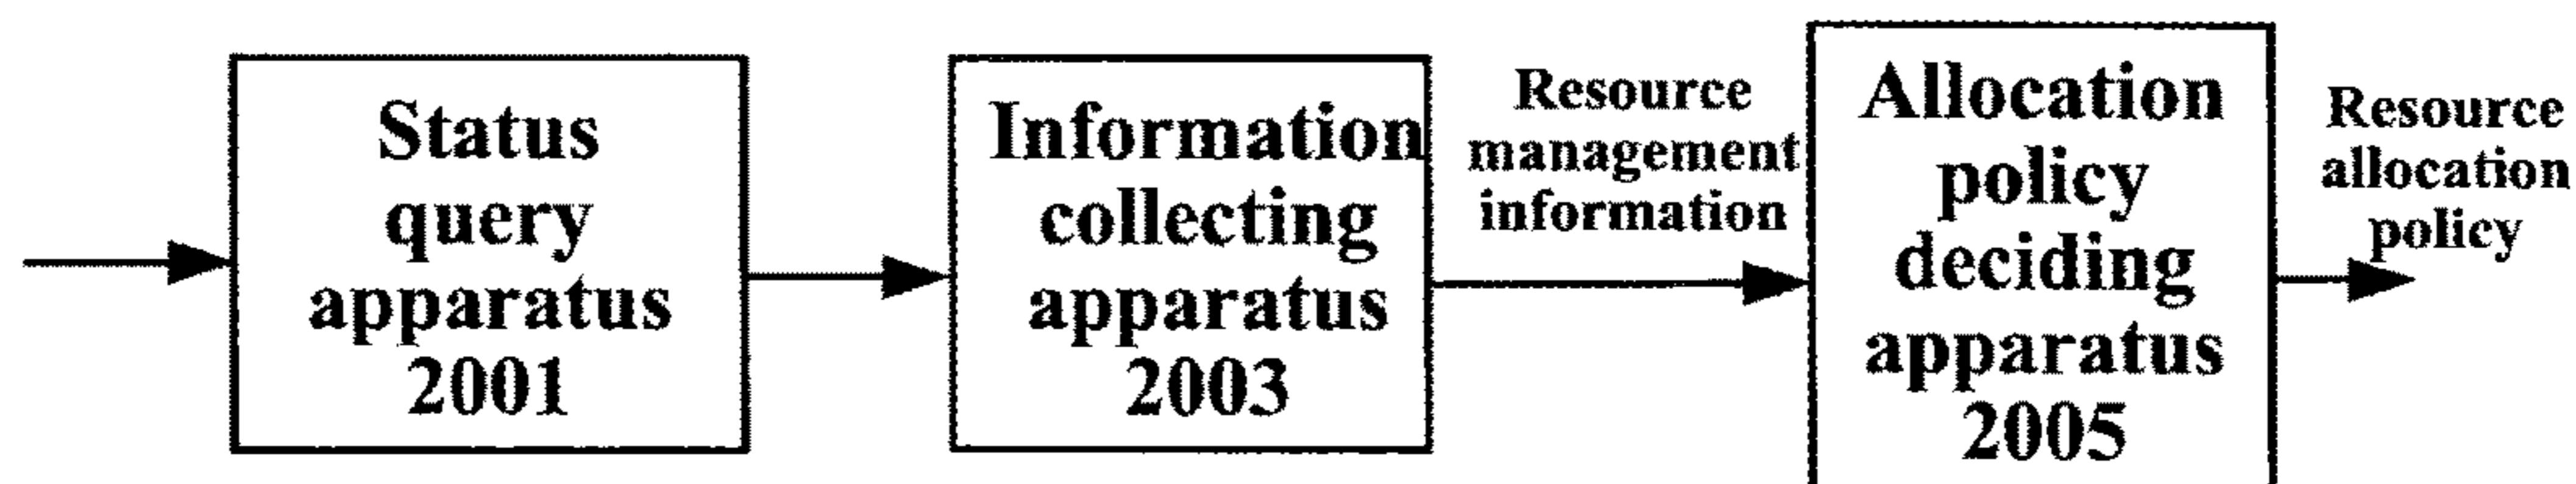 Status
query
apparatus
2001
Information
collecting
apparatus
2003
Resource
management
information
Allocation
policy
deciding
apparatus
2005
Resource
allocation
policy